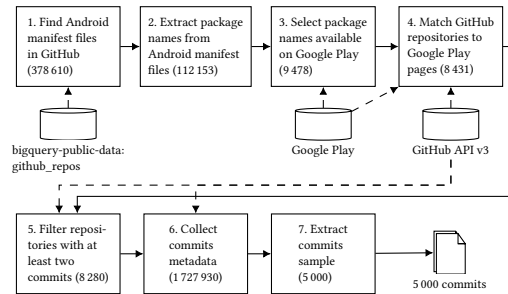 1. Find Android
manifest files
in GitHub
(378 610)
2. Extract package
names from
Android manifest
files (112 153)
3. Select package
names available
on Google Play
(9 478)
4. Match GitHub
repositories to
Google Play
pages (8 431)
bigquery-public-data:
github_repos
Google Play
GitHub API v3
5. Filter reposi-
tories with at
least two
commits (8 280)
6. Collect
commits
metadata
(1 727 930)
7. Extract
commits
sample
(5 000)
5 000 commits